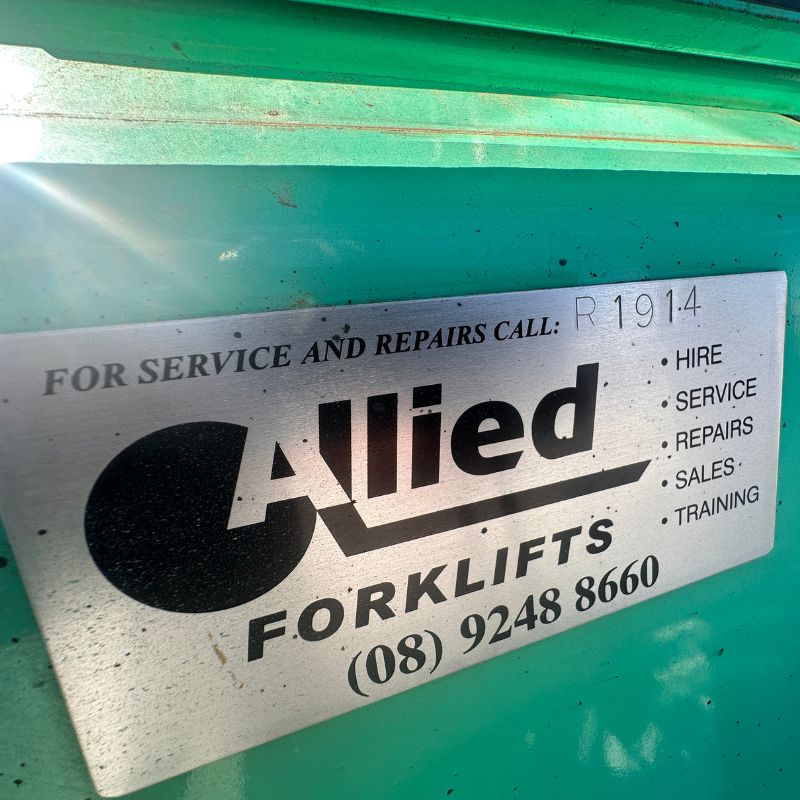 FOR SERVICE AND REPAIRS CALL: R 1914
Allied
FORKLIFTS
(08) 9248 8660
• HIRE
• SERVICE
• REPAIRS
• SALES
• TRAINING